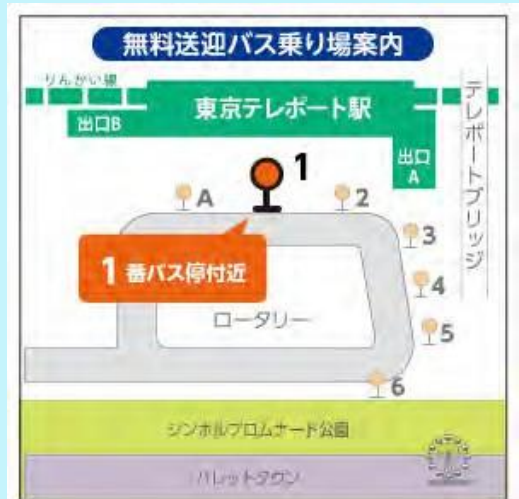 無料送迎バス乗り場案内
りんかい線
東京テレポート駅
出口B
出口
A
テレポートブリッジ
1
A
2
3
1 番バス停付近
4
ロータリー
5
6
シンボルプロムナード公園
パレットタウン